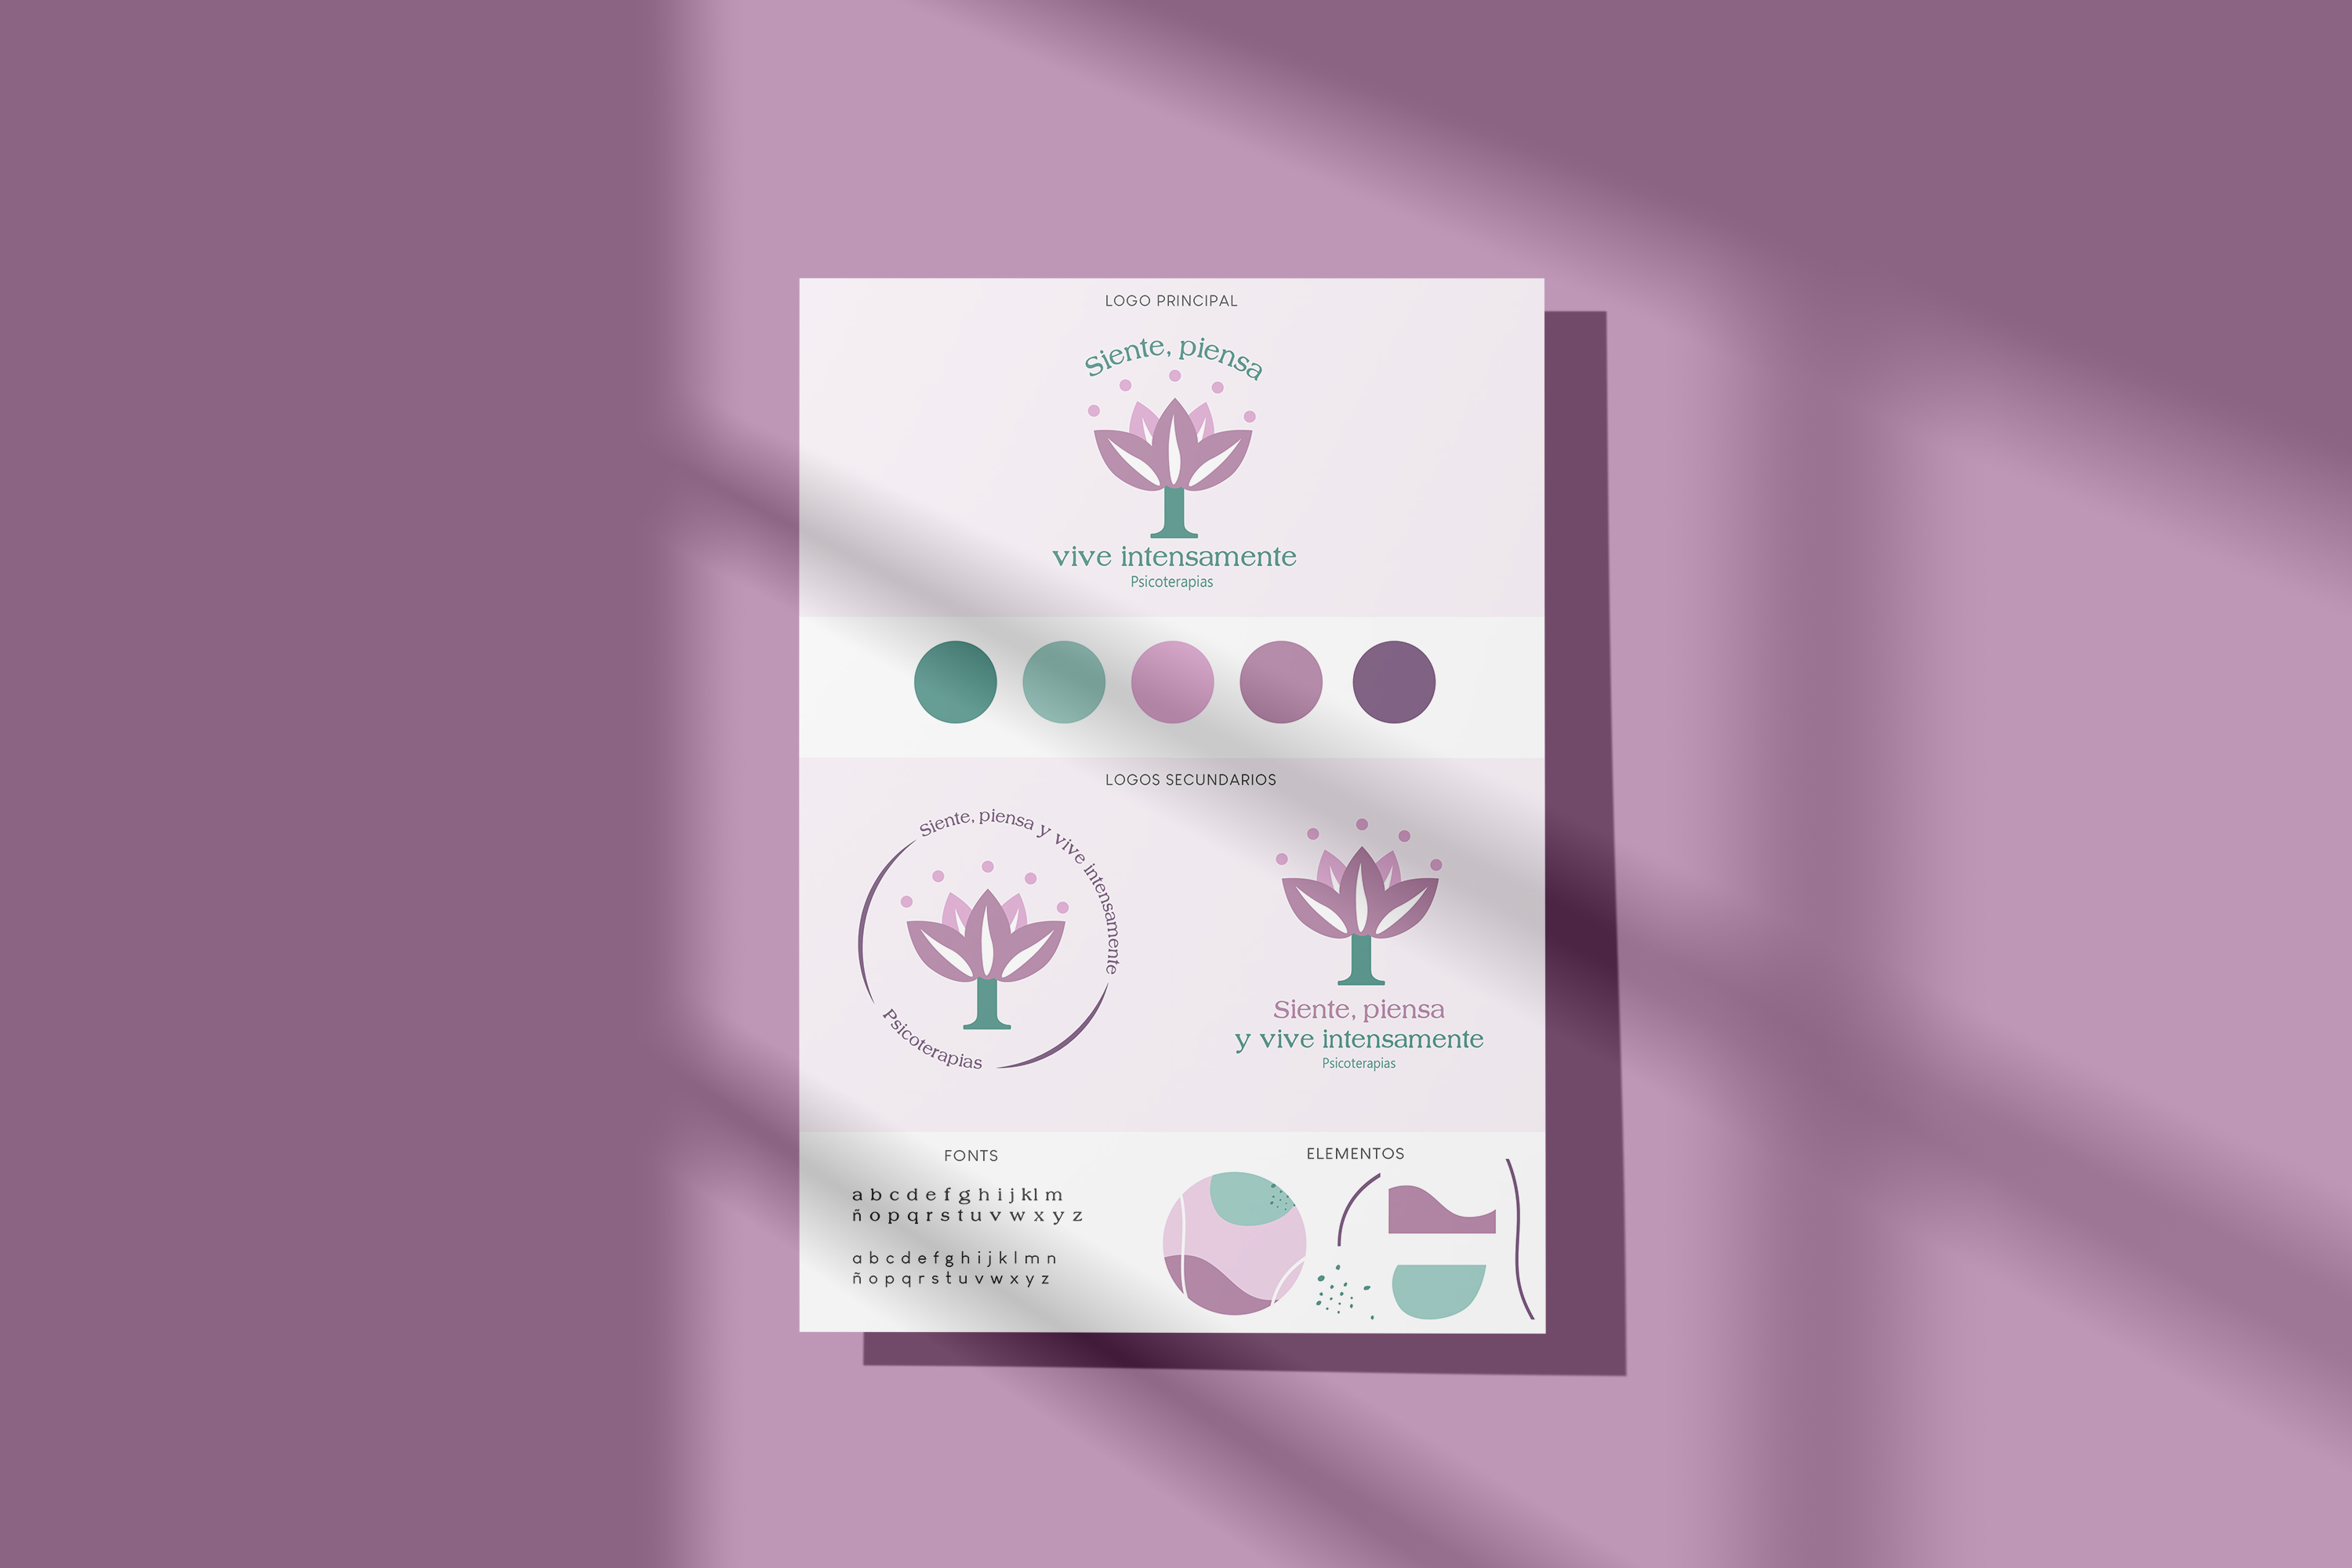 LOGO PRINCIPAL
Siente, piensa
vive intensamente
Psicoterapias
LOGOS SECUNDARIOS
Siente, piensa y vive intensamente
Psicoterapias
Siente, piensa
y vive intensamente
Psicoterapias
FONTS
a b c d e f g h i j k l m
ñ o p q r s t u v w x y z
a b c d e f g h i j k l m n
ñ o p q r s t u v w x y z
ELEMENTOS